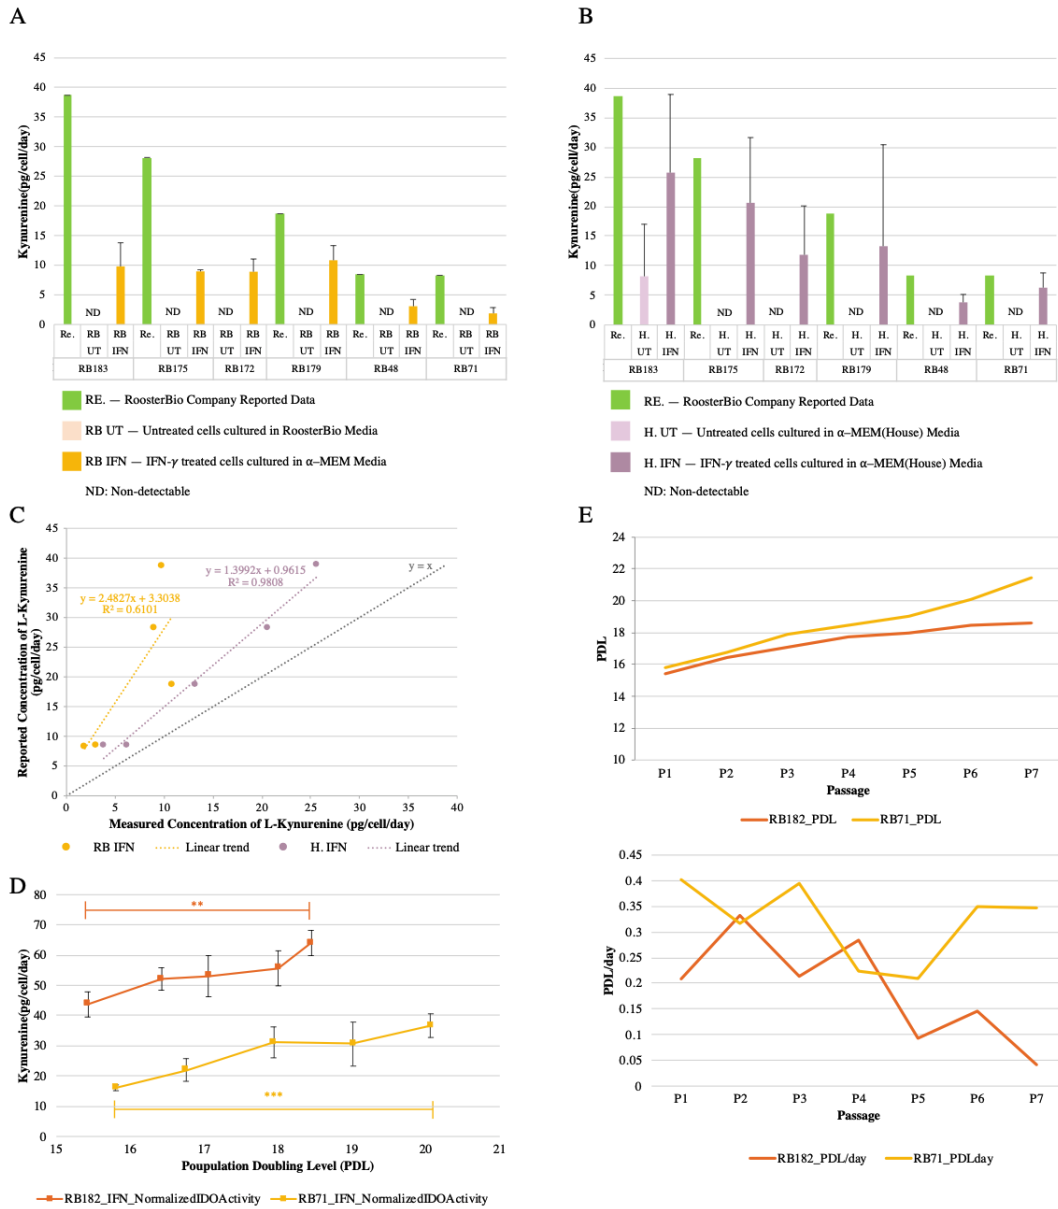 A
45
40
35
30
25
20
15
10
5
0
Kynurenine(pg/cell/day)
ND ND ND ND ND ND
Re. RB RB Re. RB RB RB RB Re. RB RB Re. RB RB Re. RB RB
UT IFN UT IFN UT IFN UT IFN UT IFN UT IFN
RB183 RB175 RB172 RB179 RB48 RB71
RE. — RoosterBio Company Reported Data
RB UT — Untreated cells cultured in RoosterBio Media
RB IFN — IFN-γ treated cells cultured in α–MEM Media
ND: Non-detectable
B
45
40
35
30
25
20
15
10
5
0
Kynurenine(pg/cell/day)
ND ND ND ND ND
Re. H. H. Re. H. H. H. H. Re. H. H. Re. H. H. Re. H. H.
UT IFN UT IFN UT IFN UT IFN UT IFN UT IFN
RB183 RB175 RB172 RB179 RB48 RB71
RE. — RoosterBio Company Reported Data
H. UT — Untreated cells cultured in α–MEM(House) Media
H. IFN — IFN-γ treated cells cultured in α–MEM(House) Media
ND: Non-detectable
C
45
40
35
30
25
20
15
10
5
0
Reported Concentration of L-Kynurenine
(pg/cell/day)
y = 2.4827x + 3.3038
R² = 0.6101
y = 1.3992x + 0.9615
R² = 0.9808
y = x
0 5 10 15 20 25 30 35 40
Measured Concentration of L-Kynurenine (pg/cell/day)
RB IFN Linear trend H. IFN Linear trend
D
80
70
60
50
40
30
20
10
0
Kynurenine(pg/cell/day)
**
***
15 16 17 18 19 20 21
Poupulation Doubling Level (PDL)
RB182_IFN_NormalizedIDOActivity RB71_IFN_NormalizedIDOActivity
E
24
22
20
18
16
14
12
10
PDL
P1 P2 P3 P4 P5 P6 P7
Passage
RB182_PDL RB71_PDL
0.45
0.4
0.35
0.3
0.25
0.2
0.15
0.1
0.05
0
PDL/day
P1 P2 P3 P4 P5 P6 P7
Passage
RB182_PDL/day RB71_PDLday